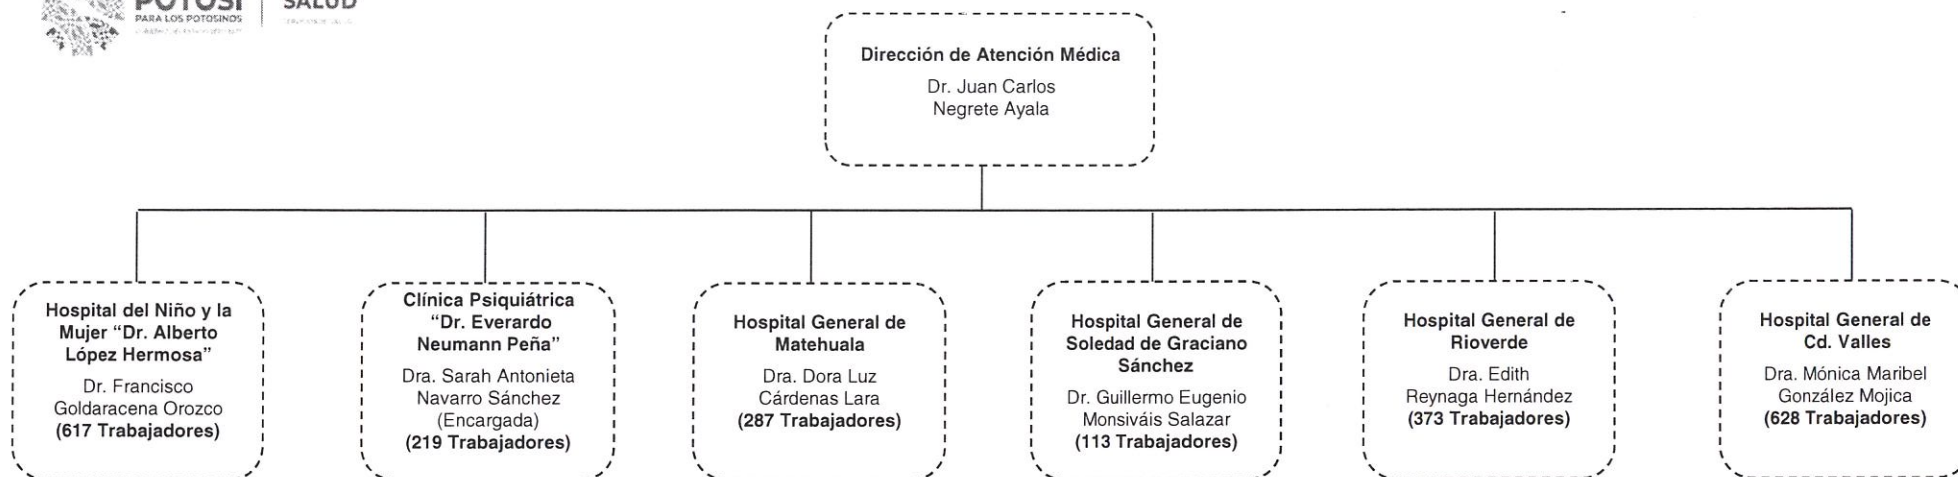 POTOSÍ
PARA LOS POTOSINOS
SALUD
Dirección de Atención Médica
Dr. Juan Carlos
Negrete Ayala
Hospital del Niño y la
Mujer “Dr. Alberto
López Hermosa”
Dr. Francisco
Goldaracena Orozco
(617 Trabajadores)
Clínica Psiquiátrica
“Dr. Everardo
Neumann Peña”
Dra. Sarah Antonieta
Navarro Sánchez
(Encargada)
(219 Trabajadores)
Hospital General de
Matehuala
Dra. Dora Luz
Cárdenas Lara
(287 Trabajadores)
Hospital General de
Soledad de Graciano
Sánchez
Dr. Guillermo Eugenio
Monsiváis Salazar
(113 Trabajadores)
Hospital General de
Rioverde
Dra. Edith
Reynaga Hernández
(373 Trabajadores)
Hospital General de
Cd. Valles
Dra. Mónica Maribel
González Mojica
(628 Trabajadores)